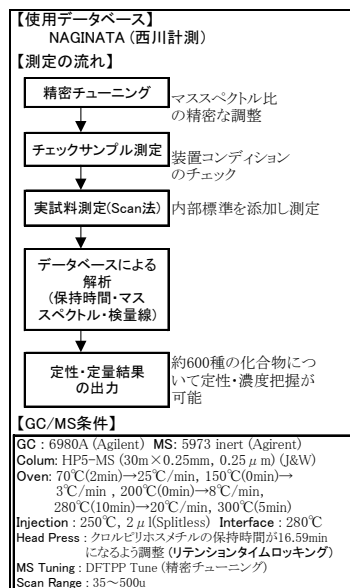 【使用データベース】
NAGINATA (西川計測)
【測定の流れ】
精密チューニング
マススペクトル比
の精密な調整
チェックサンプル測定
装置コンディション
のチェック
実試料測定(Scan法)
内部標準を添加し測定
データベースによる
解析
(保持時間・マス
スペクトル・検量線)
定性・定量結果
の出力
約600種の化合物につ
いて定性・濃度把握が
可能
【GC/MS条件】
GC : 6980A (Agilent) MS: 5973 inert (Agirent)
Colum: HP5-MS (30m×0.25mm, 0.25μm) (J&W)
Oven: 70℃(2min)→25℃/min, 150℃(0min)→
3℃/min , 200℃(0min)→8℃/min,
280℃(10min)→20℃/min, 300℃(5min)
Injection : 250℃, 2μl(Splitless) Interface : 280℃
Head Press : クロルピリホスメチルの保持時間が16.59min
になるよう調整 (リテンションタイムロッキング)
MS Tuning : DFTPP Tune (精密チューニング)
Scan Range : 35～500u